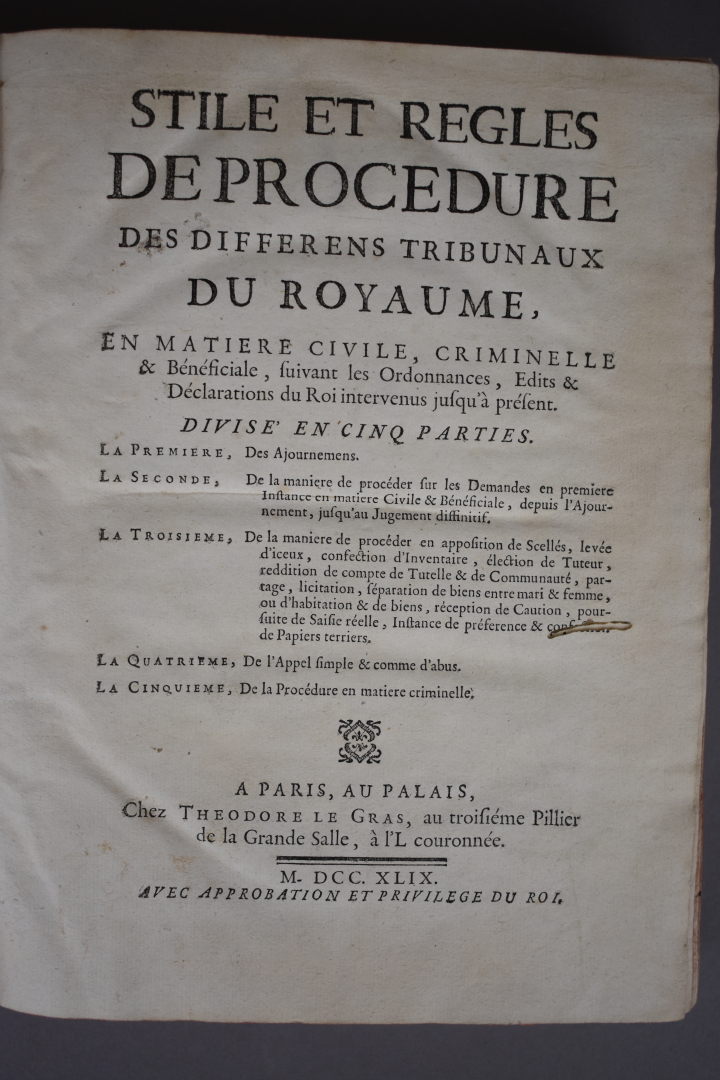 STILE ET REGLES
DE PROCEDURE
DES DIFFERENS TRIBUNAUX
DU ROYAUME,
EN MATIERE CIVILE, CRIMINELLE
& Bénéficiale, ſuivant les Ordonnances, Edits &
Déclarations du Roi intervenus juſqu'à préſent.
DIVISE' EN CINQ PARTIES.
LA PREMIERE, Des Ajournemens.
LA SECONDE, De la maniere de procéder ſur les Demandes en premiere
Inſtance en matiere Civile & Bénéficiale, depuis l'Ajour-
nement, juſqu'au Jugement diffinitif.
LA TROISIEME, De la maniere de procéder en appoſition de Scellés, levée
d'iceux, confection d'Inventaire, élection de Tuteur,
reddition de compte de Tutelle & de Communauté, par-
tage, licitation, ſéparation de biens entre mari & femme,
ou d'habitation & de biens, réception de Caution, pour-
ſuite de Saiſie réelle, Inſtance de préference &
de Papiers terriers.
LA QUATRIEME, De l'Appel ſimple & comme d'abus.
LA CINQUIEME, De la Procédure en matiere criminelle.
A PARIS, AU PALAIS,
Chez THEODORE LE GRAS, au troiſiéme Pillier
de la Grande Salle, à l'L couronnée.
M. DCC. XLIX.
AVEC APPROBATION ET PRIVILEGE DU ROI.